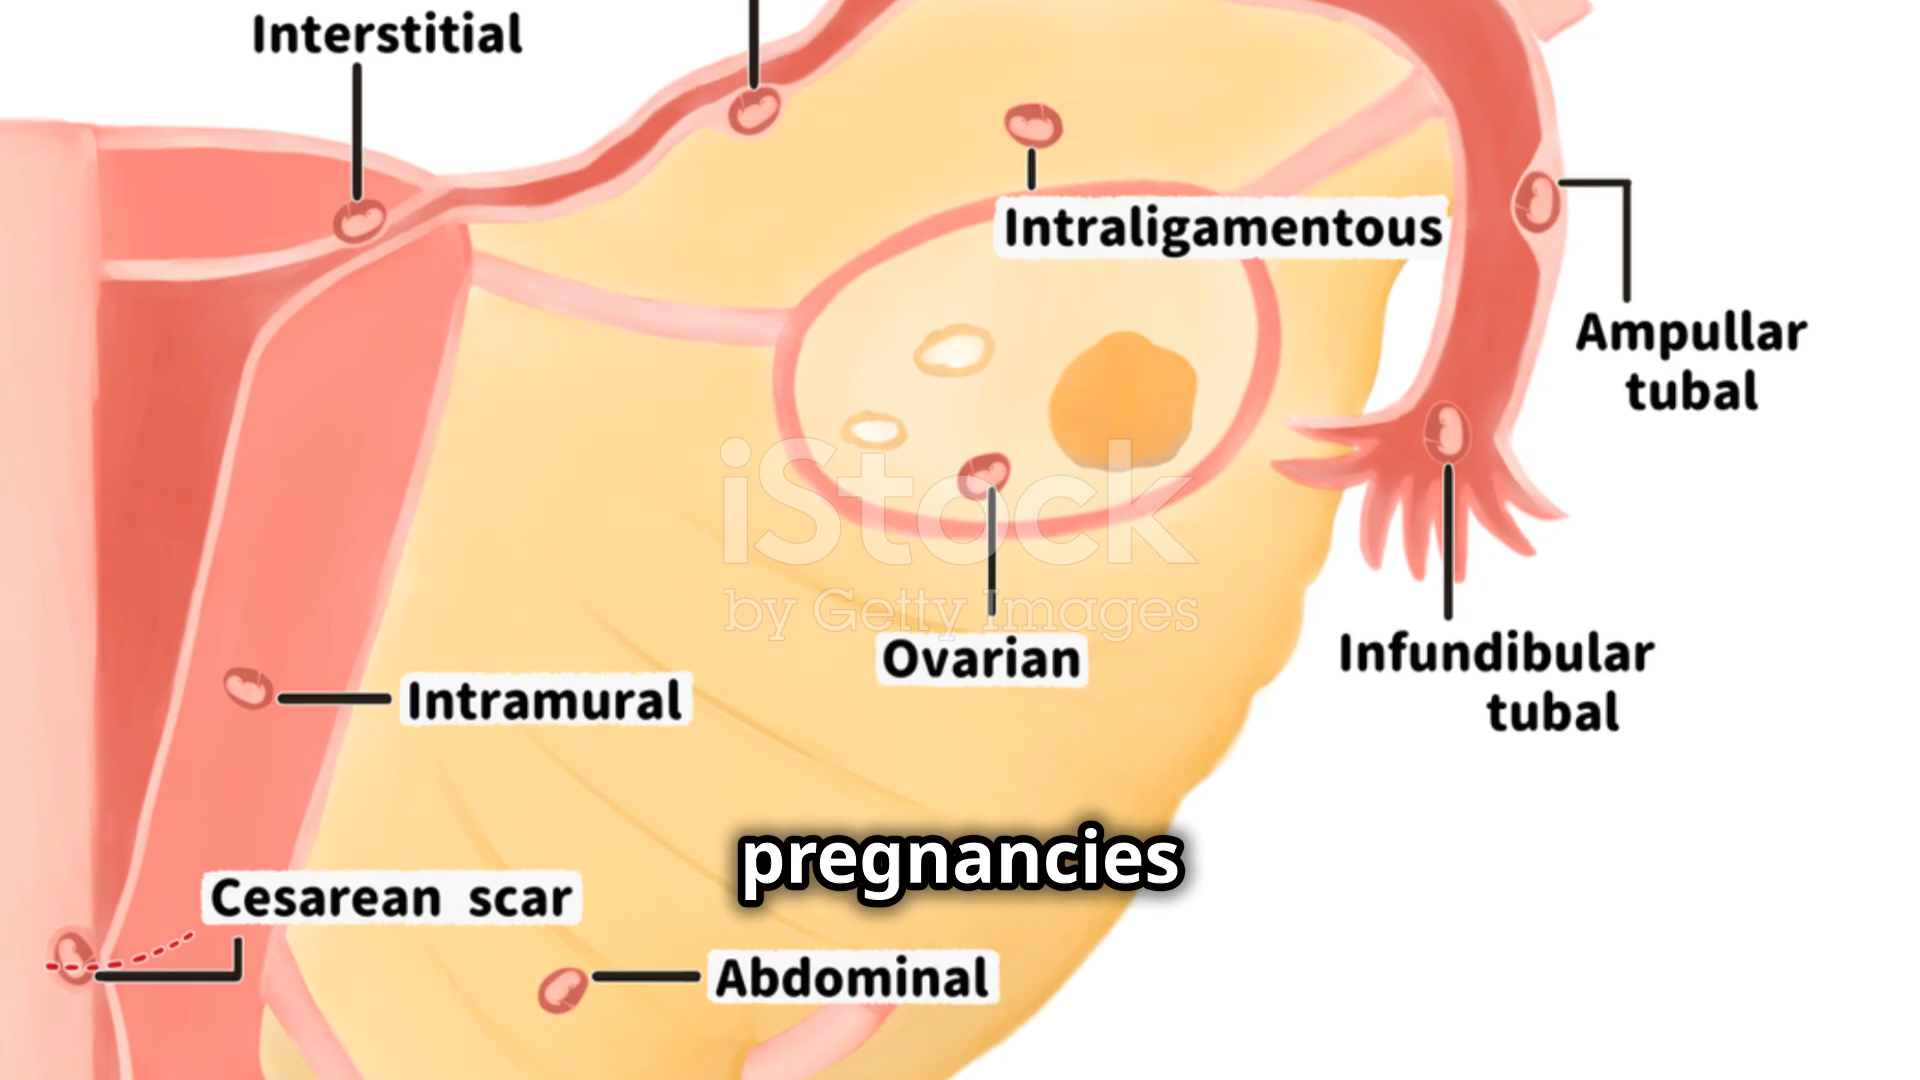 Interstitial
Intraligamentous
Ampullar
tubal
iStock
by Getty Images
Ovarian
Infundibular
tubal
Intramural
pregnancies
Cesarean scar
Abdominal